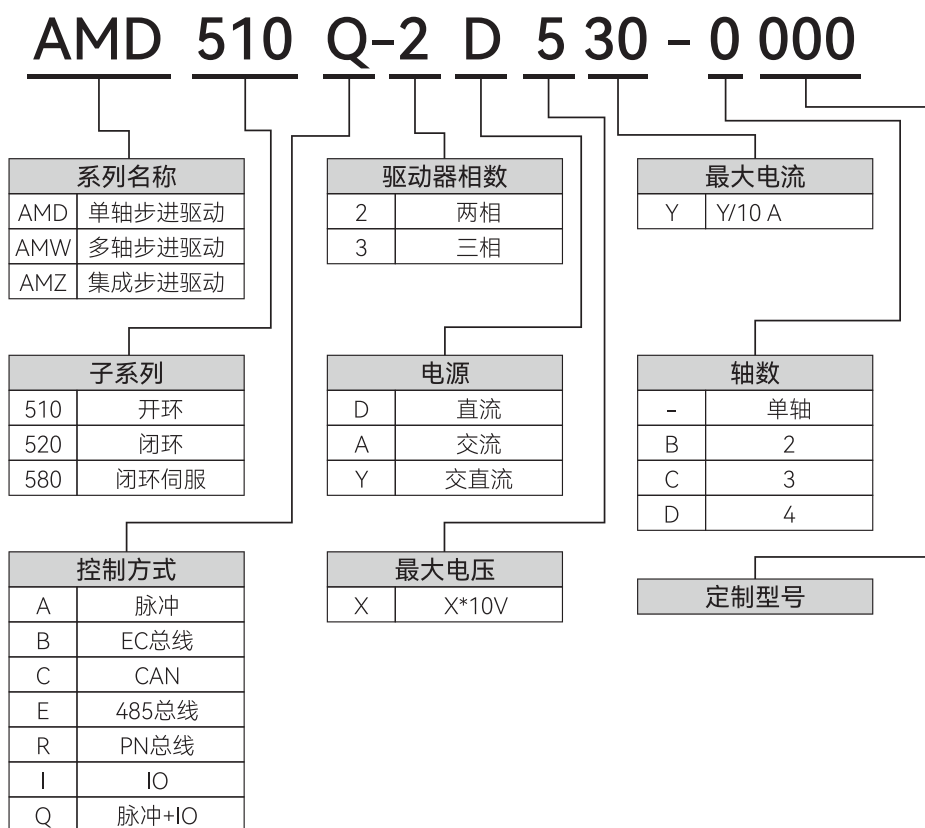 AMD 510 Q-2 D 5 30 - 0 000
系列名称
AMD 单轴步进驱动
AMW 多轴步进驱动
AMZ 集成步进驱动
子系列
510 开环
520 闭环
580 闭环伺服
控制方式
A 脉冲
B EC总线
C CAN
E 485总线
R PN总线
I IO
Q 脉冲+IO
驱动器相数
2 两相
3 三相
电源
D 直流
A 交流
Y 交直流
最大电压
X X*10V
最大电流
Y Y/10 A
轴数
- 单轴
B 2
C 3
D 4
定制型号